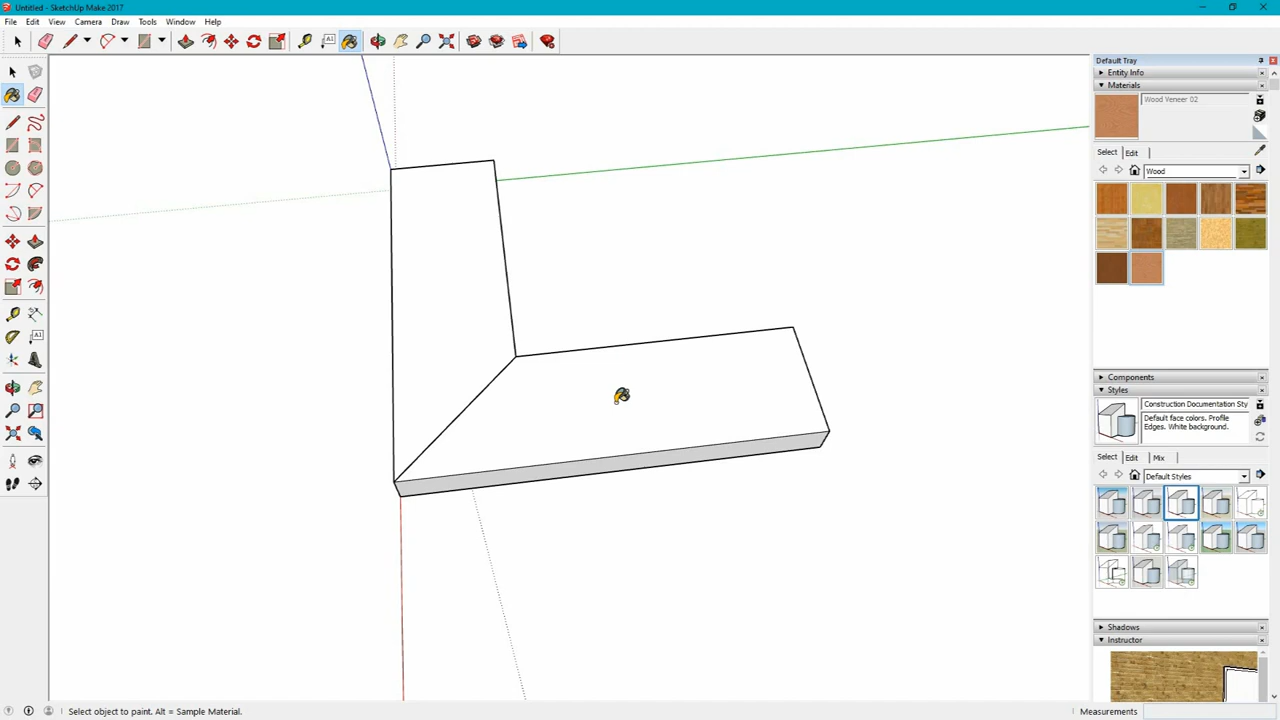 Untitled - SketchUp Make 2017
File Edit View Camera Draw Tools Window Help
Default Tray
Entity Info
Materials
Wood Veneer 02
Select Edit
Wood
Components
Styles
Construction Documentation Sty
Default face colors. Profile
Edges. White background.
Select Edit Mix
Default Styles
Shadows
Instructor
Select object to paint. Alt = Sample Material.
Measurements